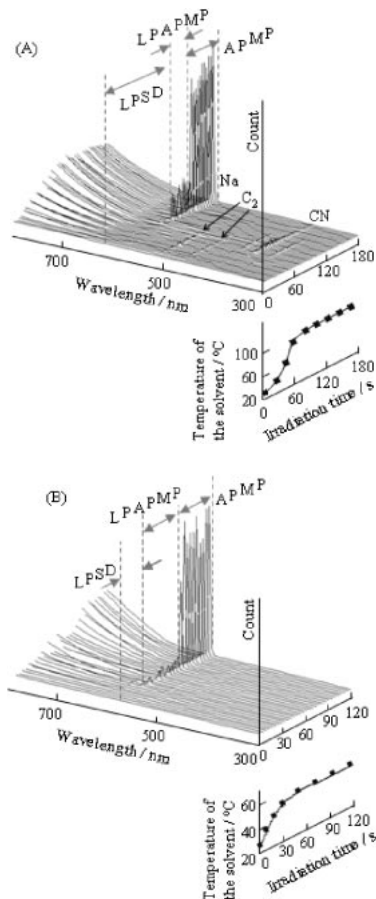 (A)
LPAPMP
APMP
LPSD
Count
Na
C2
CN
700
500
300
Wavelength / nm
0 60 120 180
100
60
20
Temperature of
the solvent / °C
0 60 120 180
Irradiation time / s
(B)
LPAPMP
APMP
LPSD
Count
700
500
300
Wavelength / nm
0 30 60 90 120
60
40
20
Temperature of
the solvent / °C
0 30 60 90 120
Irradiation time / s